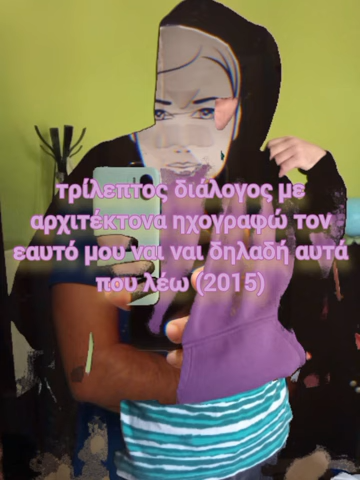 τρίλεπτος διάλογος με
αρχιτέκτονα ηχογραφώ τον
εαυτό μου ναι ναι δηλαδή αυτά
που λέω (2015)